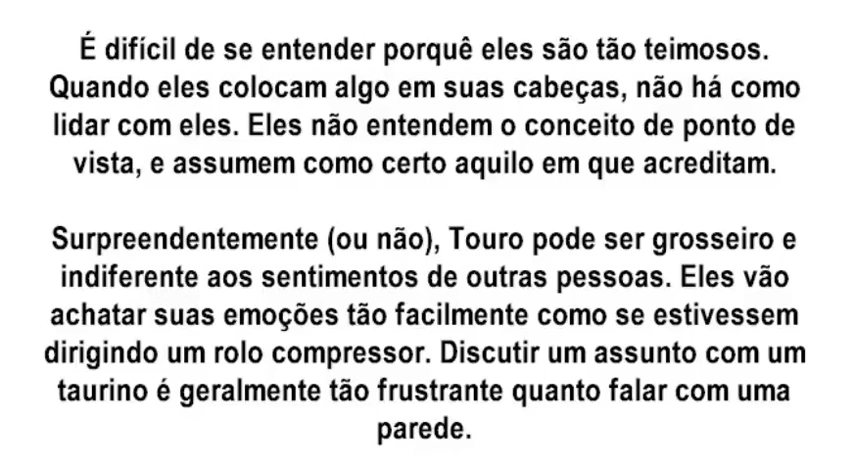 É difícil de se entender porquê eles são tão teimosos.
Quando eles colocam algo em suas cabeças, não há como
lidar com eles. Eles não entendem o conceito de ponto de
vista, e assumem como certo aquilo em que acreditam.
Surpreendentemente (ou não), Touro pode ser grosseiro e
indiferente aos sentimentos de outras pessoas. Eles vão
achatar suas emoções tão facilmente como se estivessem
dirigindo um rolo compressor. Discutir um assunto com um
taurino é geralmente tão frustrante quanto falar com uma
parede.